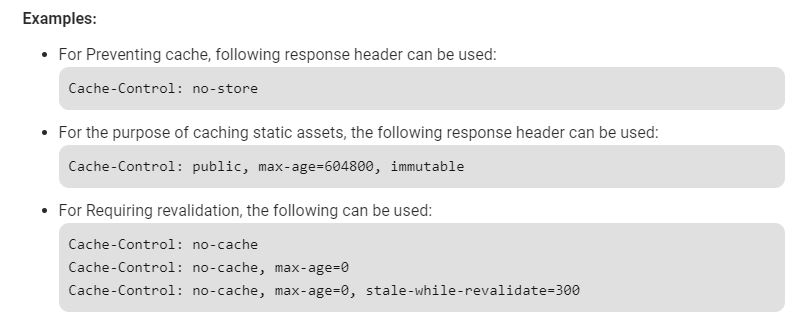 Examples:
• For Preventing cache, following response header can be used:
Cache-Control: no-store
• For the purpose of caching static assets, the following response header can be used:
Cache-Control: public, max-age=604800, immutable
• For Requiring revalidation, the following can be used:
Cache-Control: no-cache
Cache-Control: no-cache, max-age=0
Cache-Control: no-cache, max-age=0, stale-while-revalidate=300